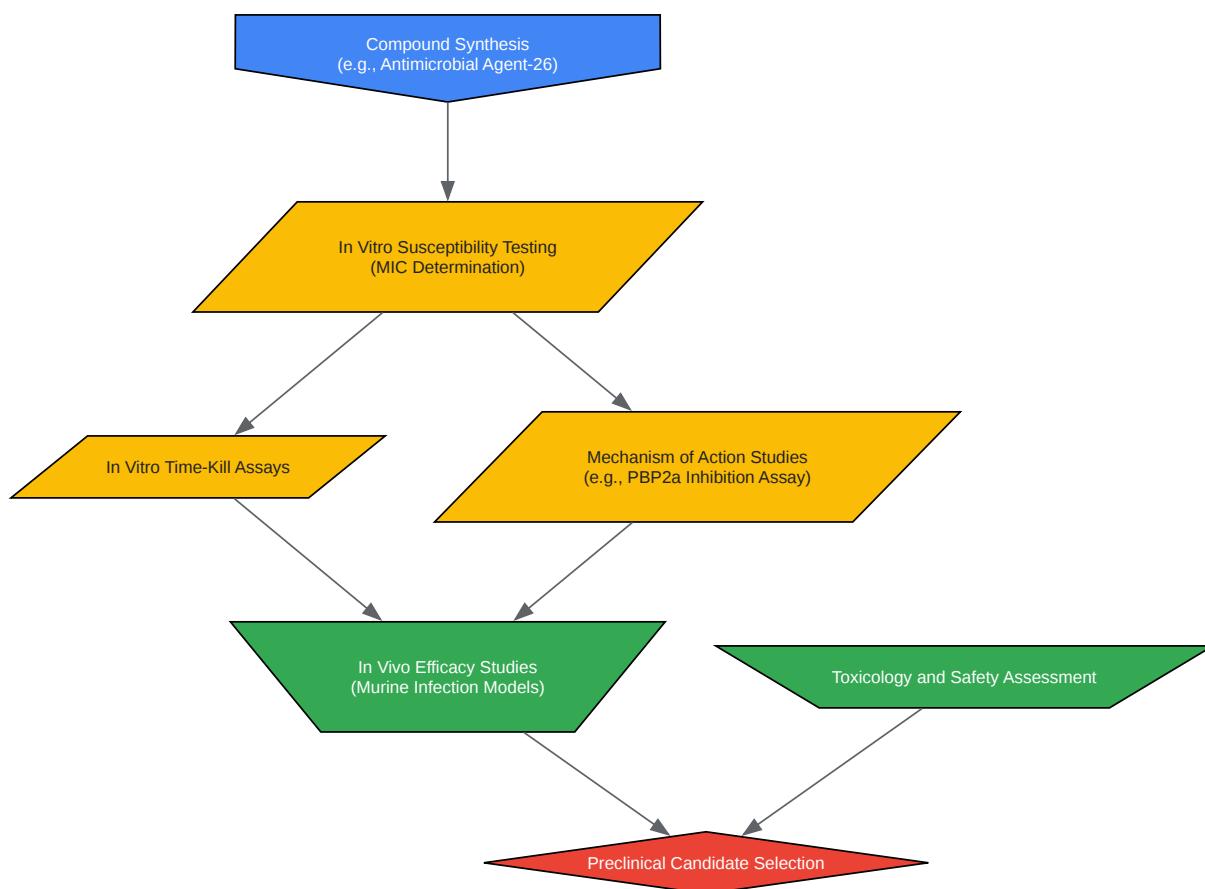 Compound Synthesis
(e.g., Antimicrobial Agent-26)
In Vitro Susceptibility Testing
(MIC Determination)
In Vitro Time-Kill Assays
Mechanism of Action Studies
(e.g., PBP2a Inhibition Assay)
In Vivo Efficacy Studies
(Murine Infection Models)
Toxicology and Safety Assessment
Preclinical Candidate Selection